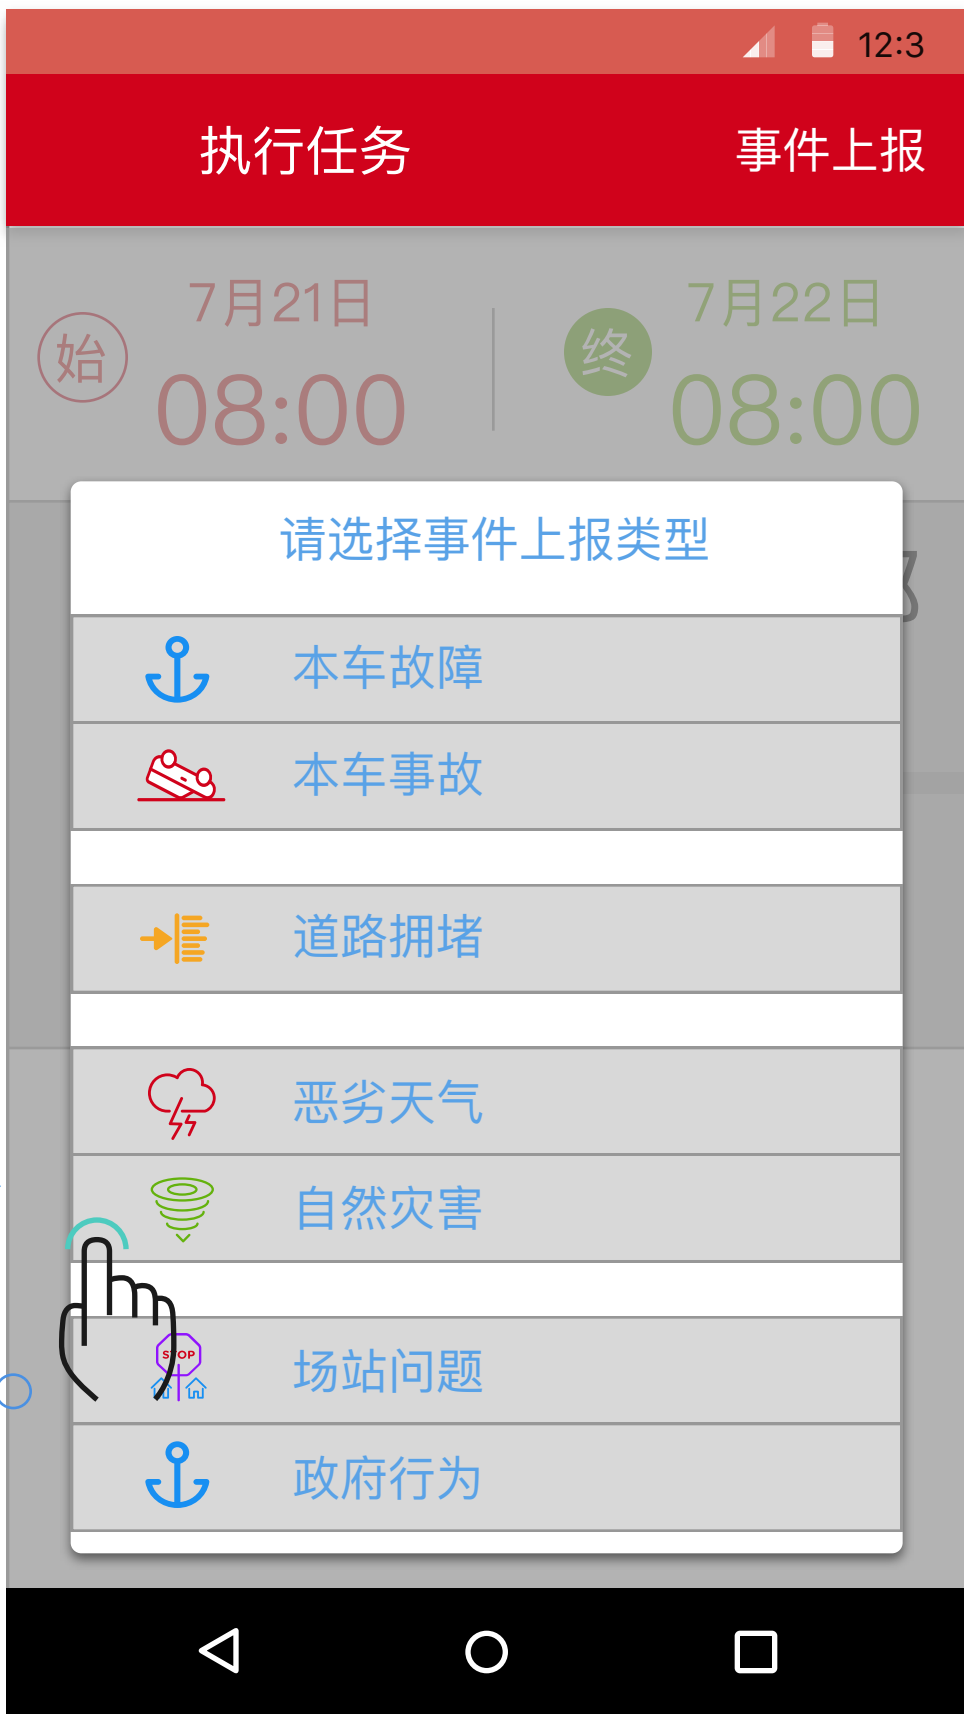 12:3
执行任务 事件上报
7月21日 7月22日
始 08:00 终 08:00
请选择事件上报类型
本车故障
本车事故
道路拥堵
恶劣天气
自然灾害
STOP 场站问题
政府行为